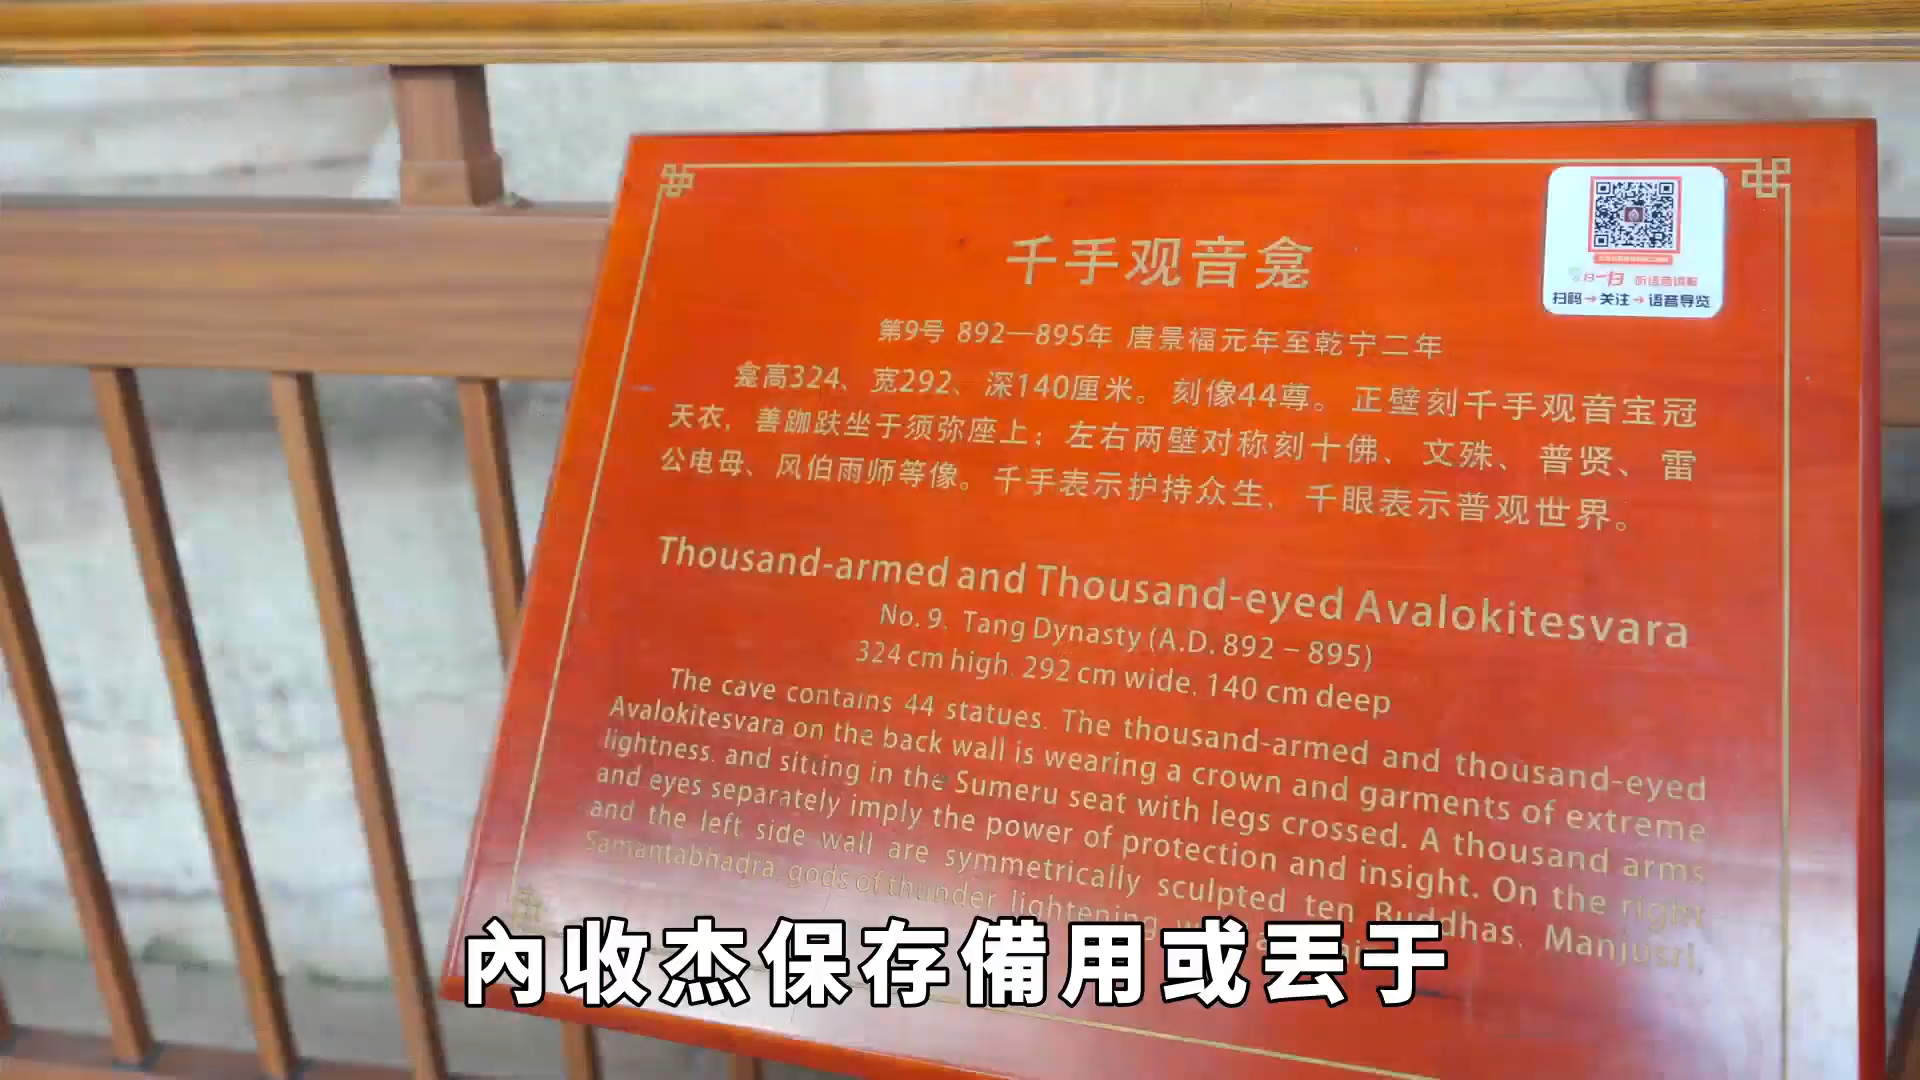 千手观音龛
扫一扫 听语音讲解
扫码→关注→语音导览
第9号 892—895年 唐景福元年至乾宁二年
龛高324、宽292、深140厘米。刻像44尊。正壁刻千手观音宝冠
天衣，善跏趺坐于须弥座上；左右两壁对称刻十佛、文殊、普贤、雷
公电母、风伯雨师等像。千手表示护持众生，千眼表示普观世界。
Thousand-armed and Thousand-eyed Avalokitesvara
No. 9. Tang Dynasty (A.D. 892 – 895)
324 cm high. 292 cm wide. 140 cm deep
The cave contains 44 statues. The thousand-armed and thousand-eyed
Avalokitesvara on the back wall is wearing a crown and garments of extreme
lightness. and sitting in the Sumeru seat with legs crossed. A thousand arms
and eyes separately imply the power of protection and insight. On the right
and the left side wall are symmetrically sculpted ten Buddhas. Manjusri,
Samantabhadra, gods of thunder, lightening
內收杰保存備用或丟于